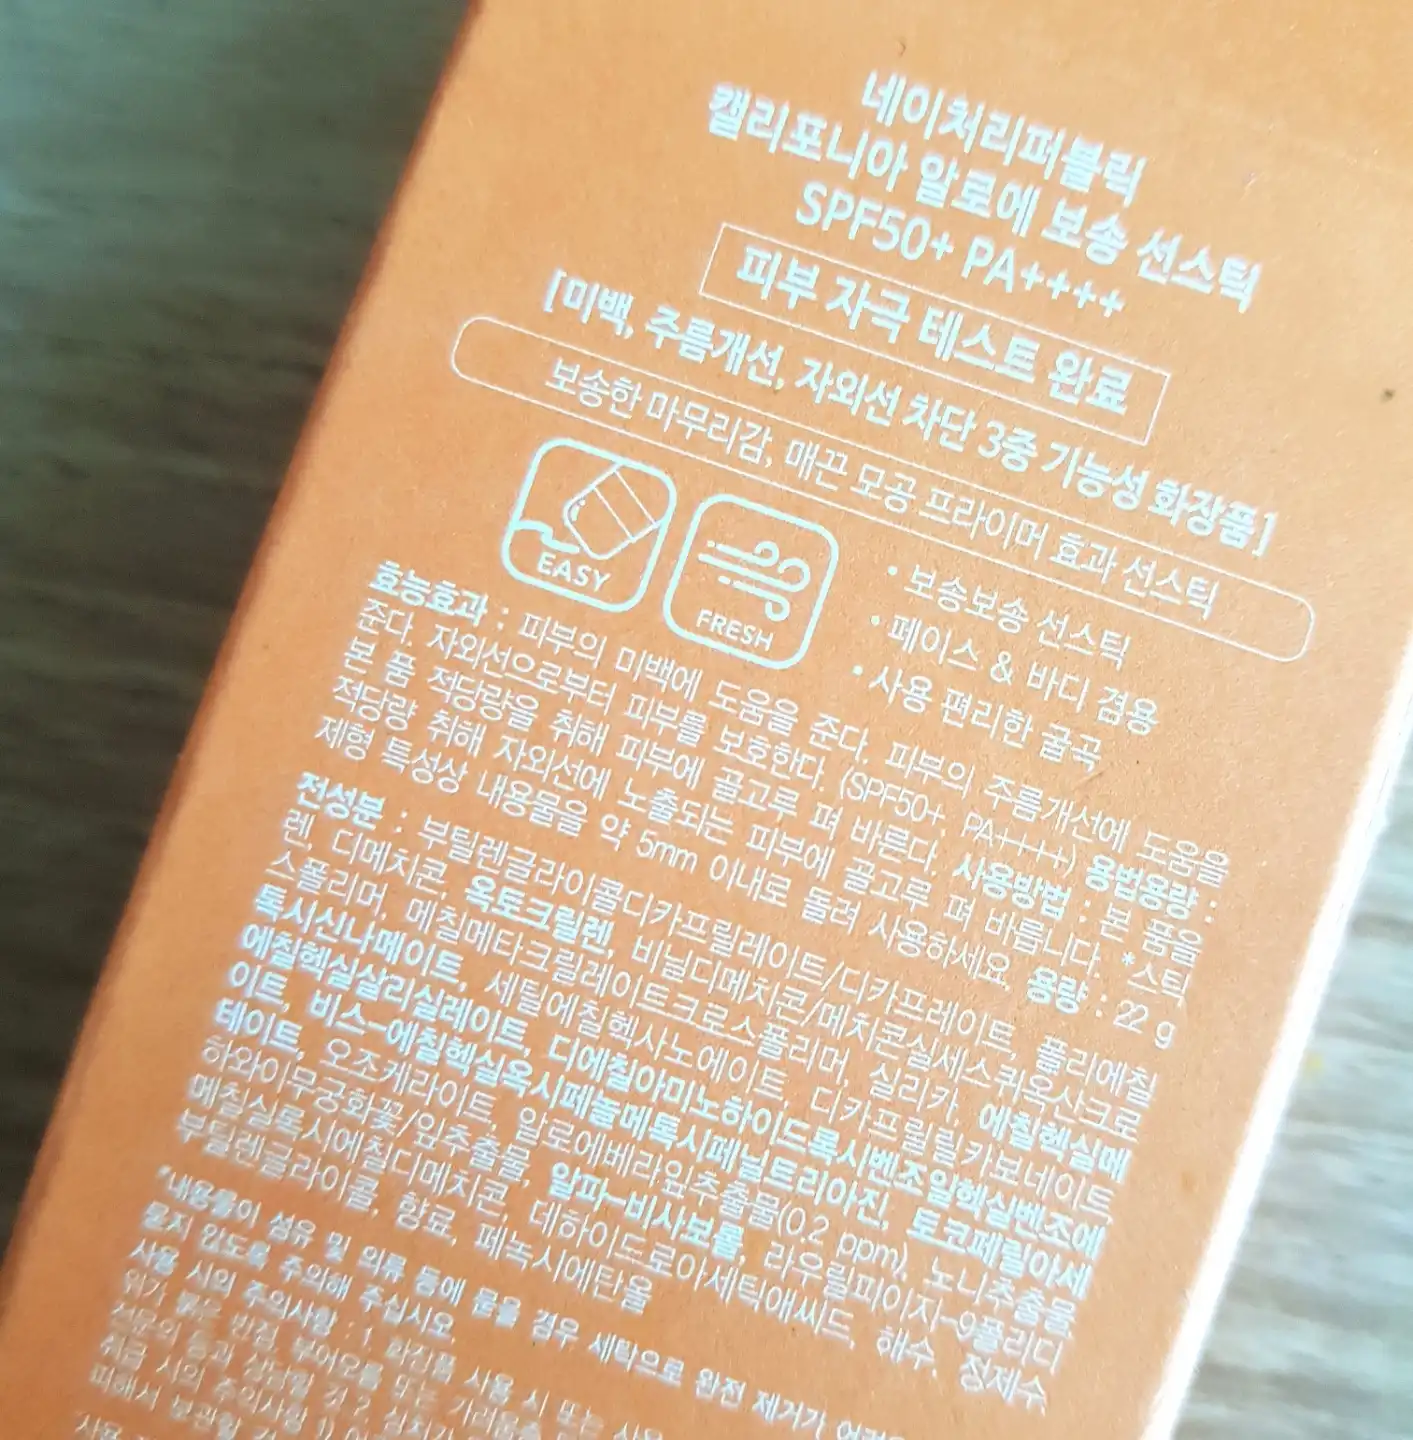 네이처리퍼블릭
캘리포니아 알로에 보송 선스틱
SPF50+ PA++++
피부 자극 테스트 완료
[미백, 주름개선, 자외선 차단 3중 기능성 화장품]
보송한 마무리감, 매끈 모공 프라이머 효과 선스틱
EASY
FRESH
• 보송보송 선스틱
• 페이스 & 바디 겸용
• 사용 편리한 굴곡
효능효과 : 피부의 미백에 도움을 준다. 피부의 주름개선에 도움을
준다. 자외선으로부터 피부를 보호한다. (SPF50+, PA++++) 용법용량 :
본 품 적당량을 취해 피부에 골고루 펴 바른다. 사용방법 : 본 품을
적당량 취해 자외선에 노출되는 피부에 골고루 펴 바릅니다. *스틱
제형 특성상 내용물을 약 5mm 이내로 돌려 사용하세요. 용량 : 22 g
전성분 : 부틸렌글라이콜디카프릴레이트/디카프레이트, 폴리에칠
렌, 디메치콘, 옥토크릴렌, 비닐디메치콘/메치콘실세스퀴옥산크로
스폴리머, 메칠메타크릴레이트크로스폴리머, 실리카, 에칠헥실메
톡시신나메이트, 세틸에칠헥사노에이트, 디카프릴릴카보네이트,
에칠헥실살리실레이트, 디에칠아미노하이드록시벤조일헥실벤조에
이트, 비스-에칠헥실옥시페놀메톡시페닐트리아진, 토코페릴아세
테이트, 오조케라이트, 알로에베라잎추출물(0.2 ppm), 노니추출물,
하와이무궁화꽃/잎추출물, 알파-비사보롤, 라우릴피이지-9폴리디
메칠실록시에칠디메치콘, 데하이드로아세틱애씨드, 해수, 정제수,
부틸렌글라이콜, 향료, 페녹시에탄올
*내용물이 섬유 및 의류 등에 묻을 경우 세탁으로 완전 제거가
묻지 않도록 주의해 주십시오.
사용 시의 주의사항 : 1. 화장품 사용 시 또는